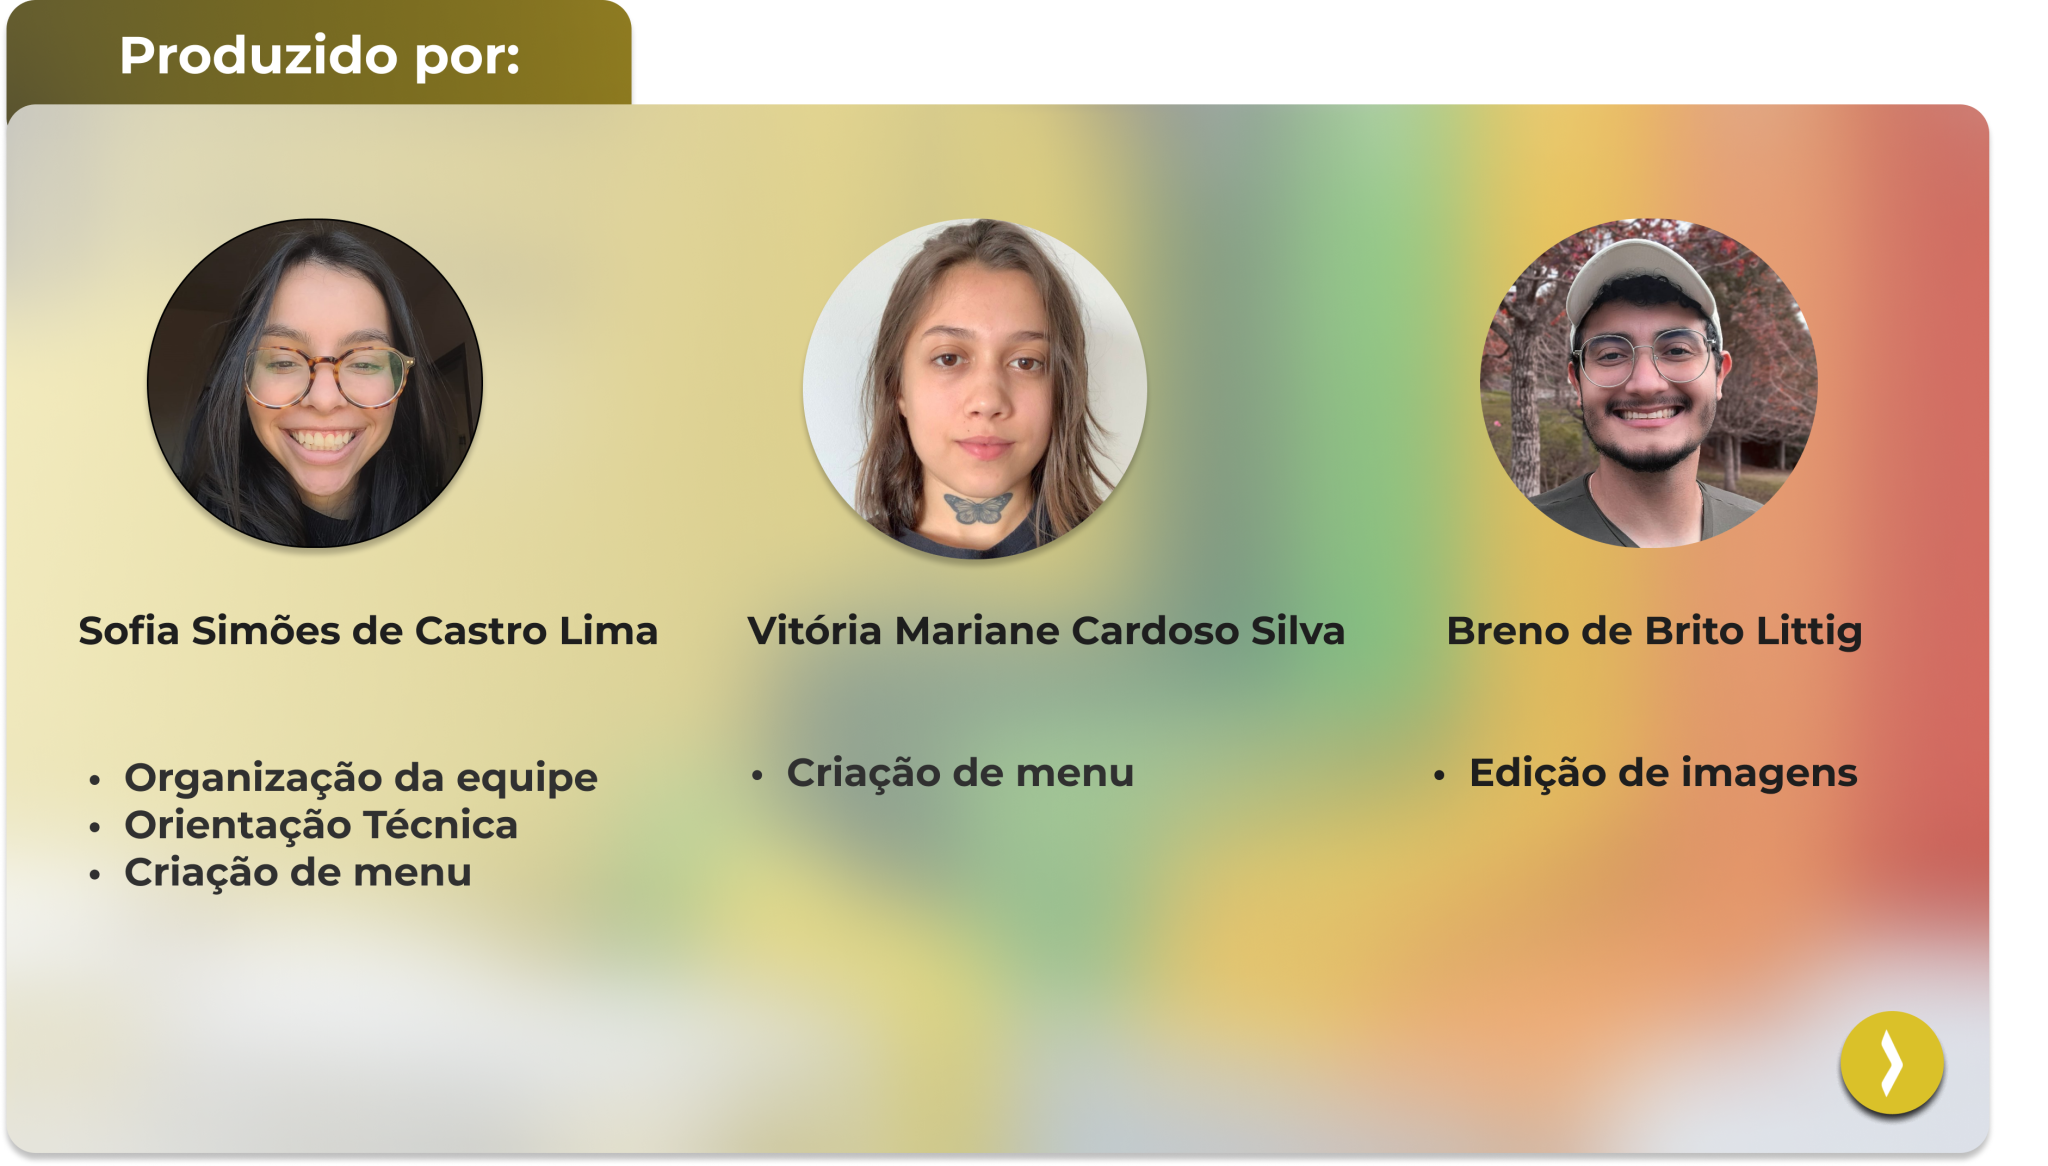 Produzido por:
Sofia Simões de Castro Lima
Vitória Mariane Cardoso Silva
Breno de Brito Littig
• Organização da equipe
• Orientação Técnica
• Criação de menu
• Criação de menu
• Edição de imagens